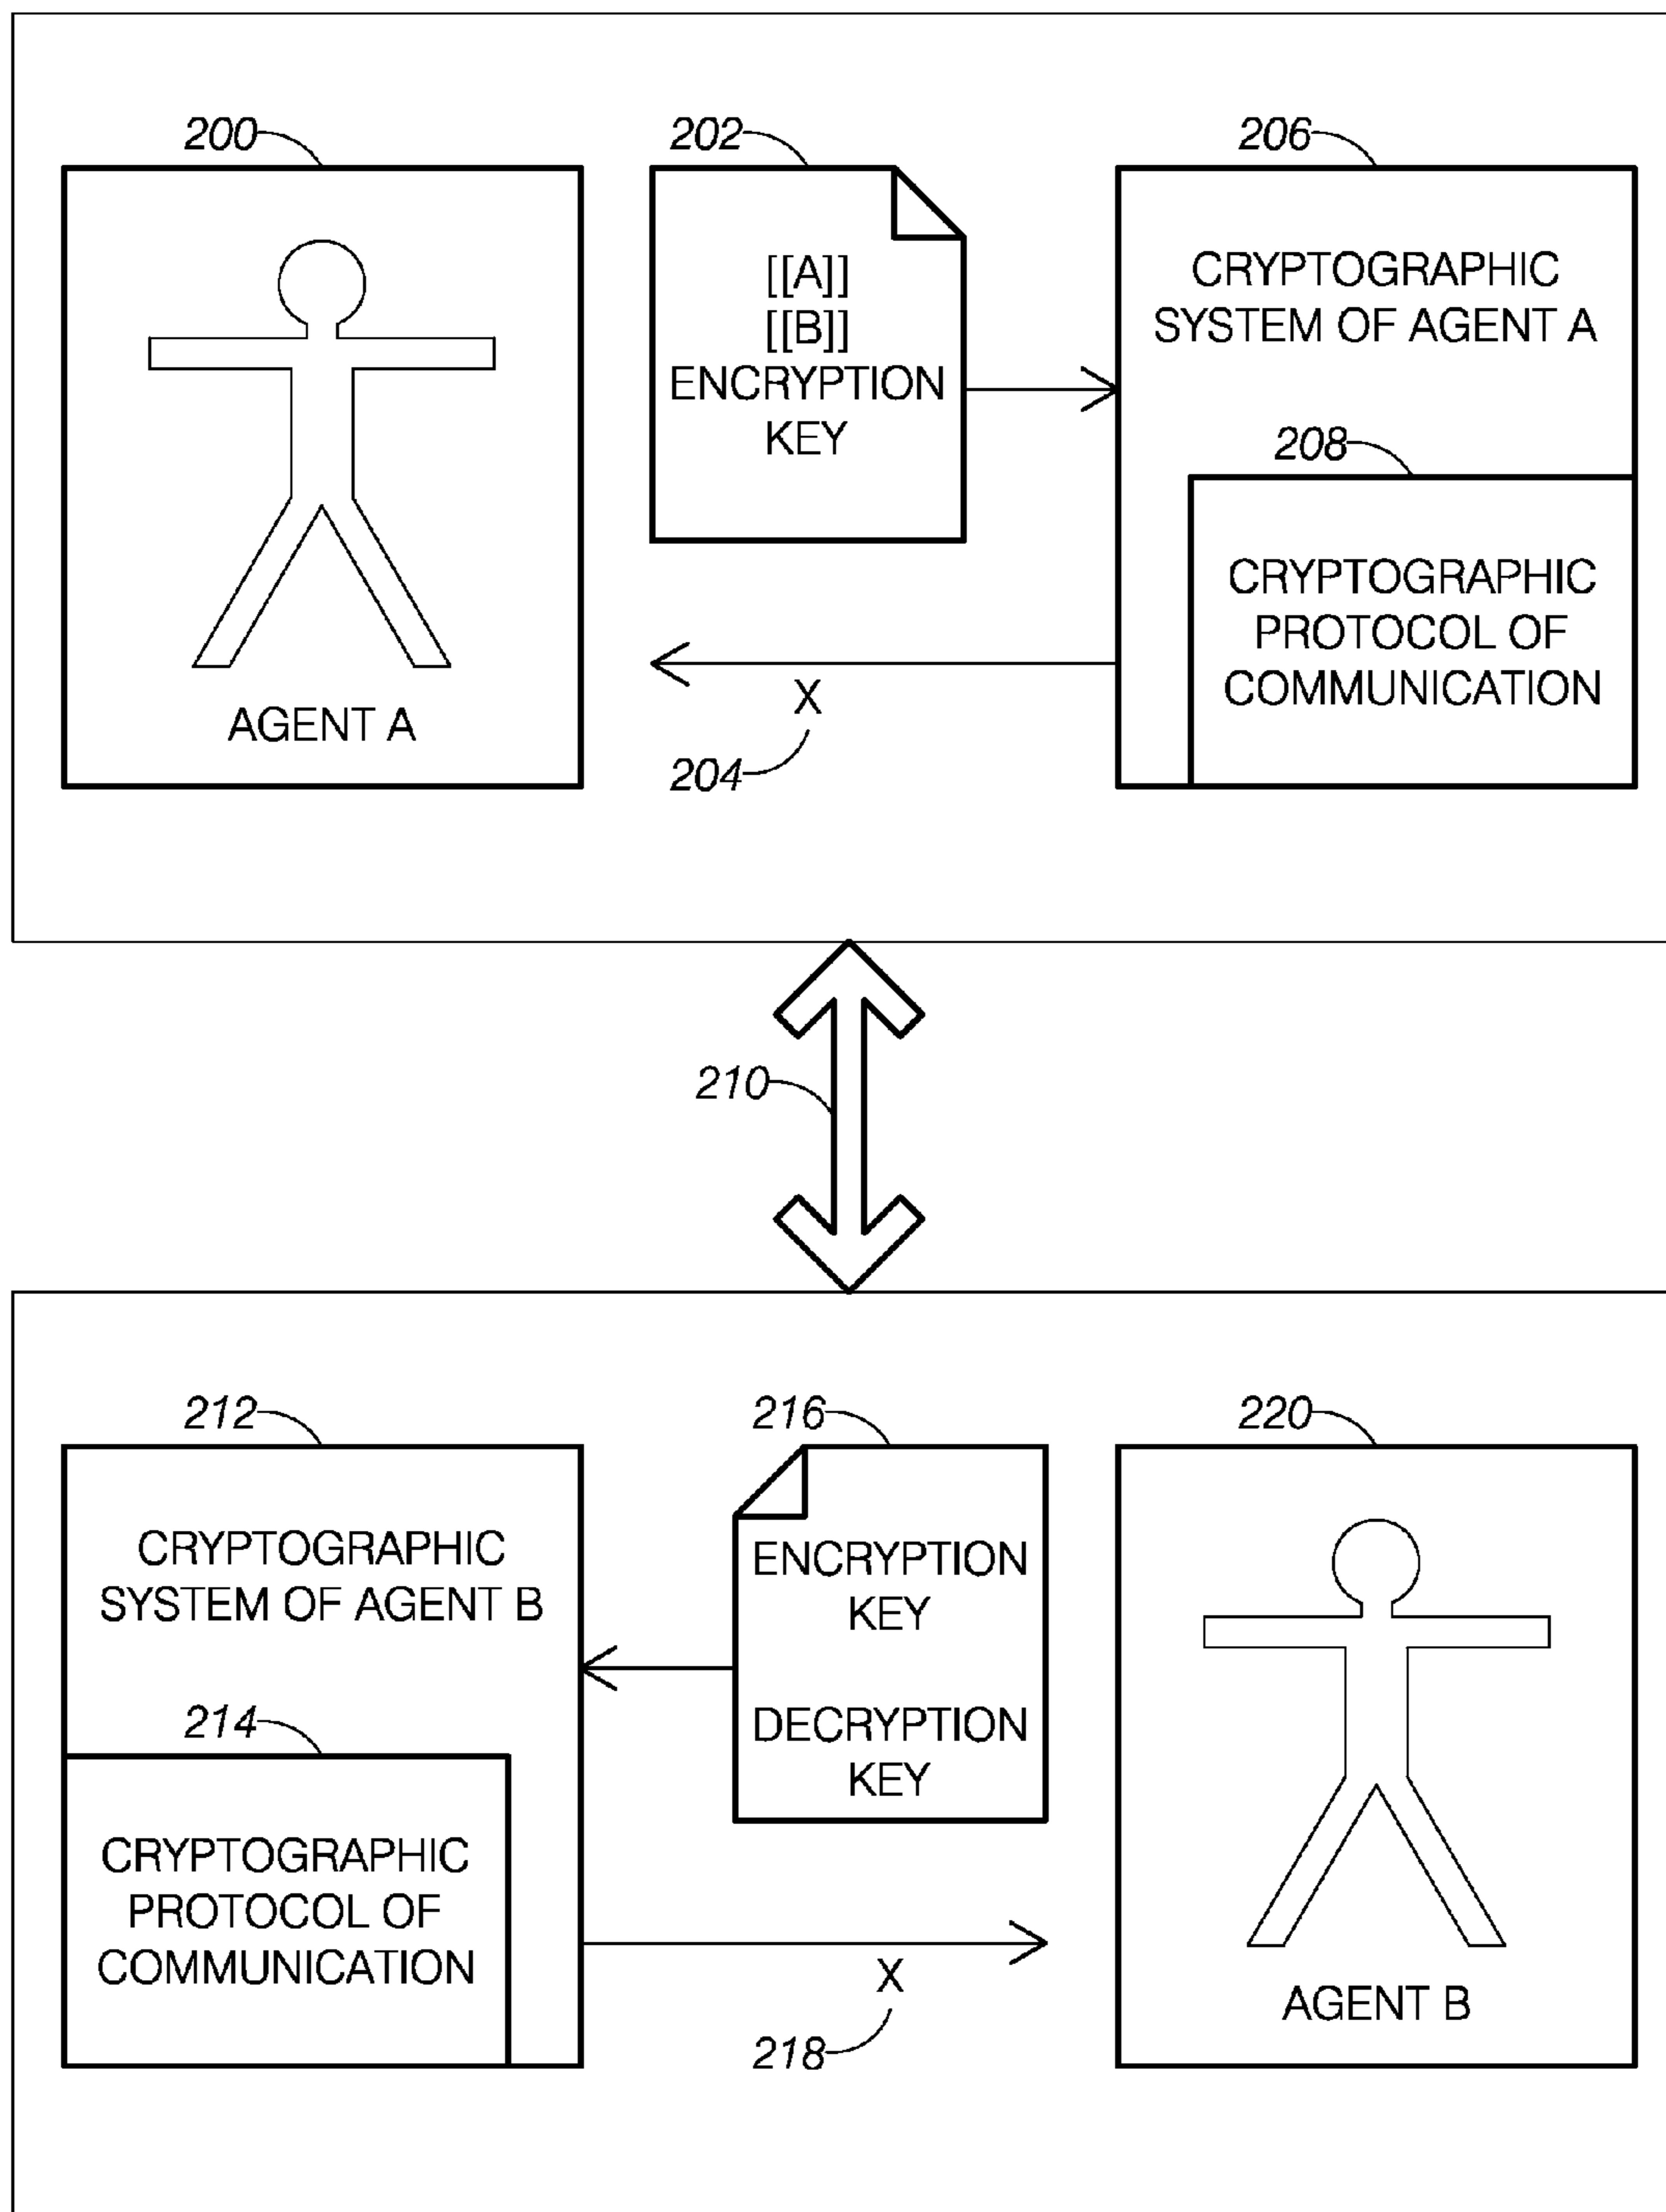 200
202
206
[[A]]
[[B]]
ENCRYPTION
KEY
CRYPTOGRAPHIC
SYSTEM OF AGENT A
208
CRYPTOGRAPHIC
PROTOCOL OF
COMMUNICATION
AGENT A
X
204
210
212
216
220
CRYPTOGRAPHIC
SYSTEM OF AGENT B
ENCRYPTION
KEY
DECRYPTION
KEY
214
CRYPTOGRAPHIC
PROTOCOL OF
COMMUNICATION
X
218
AGENT B